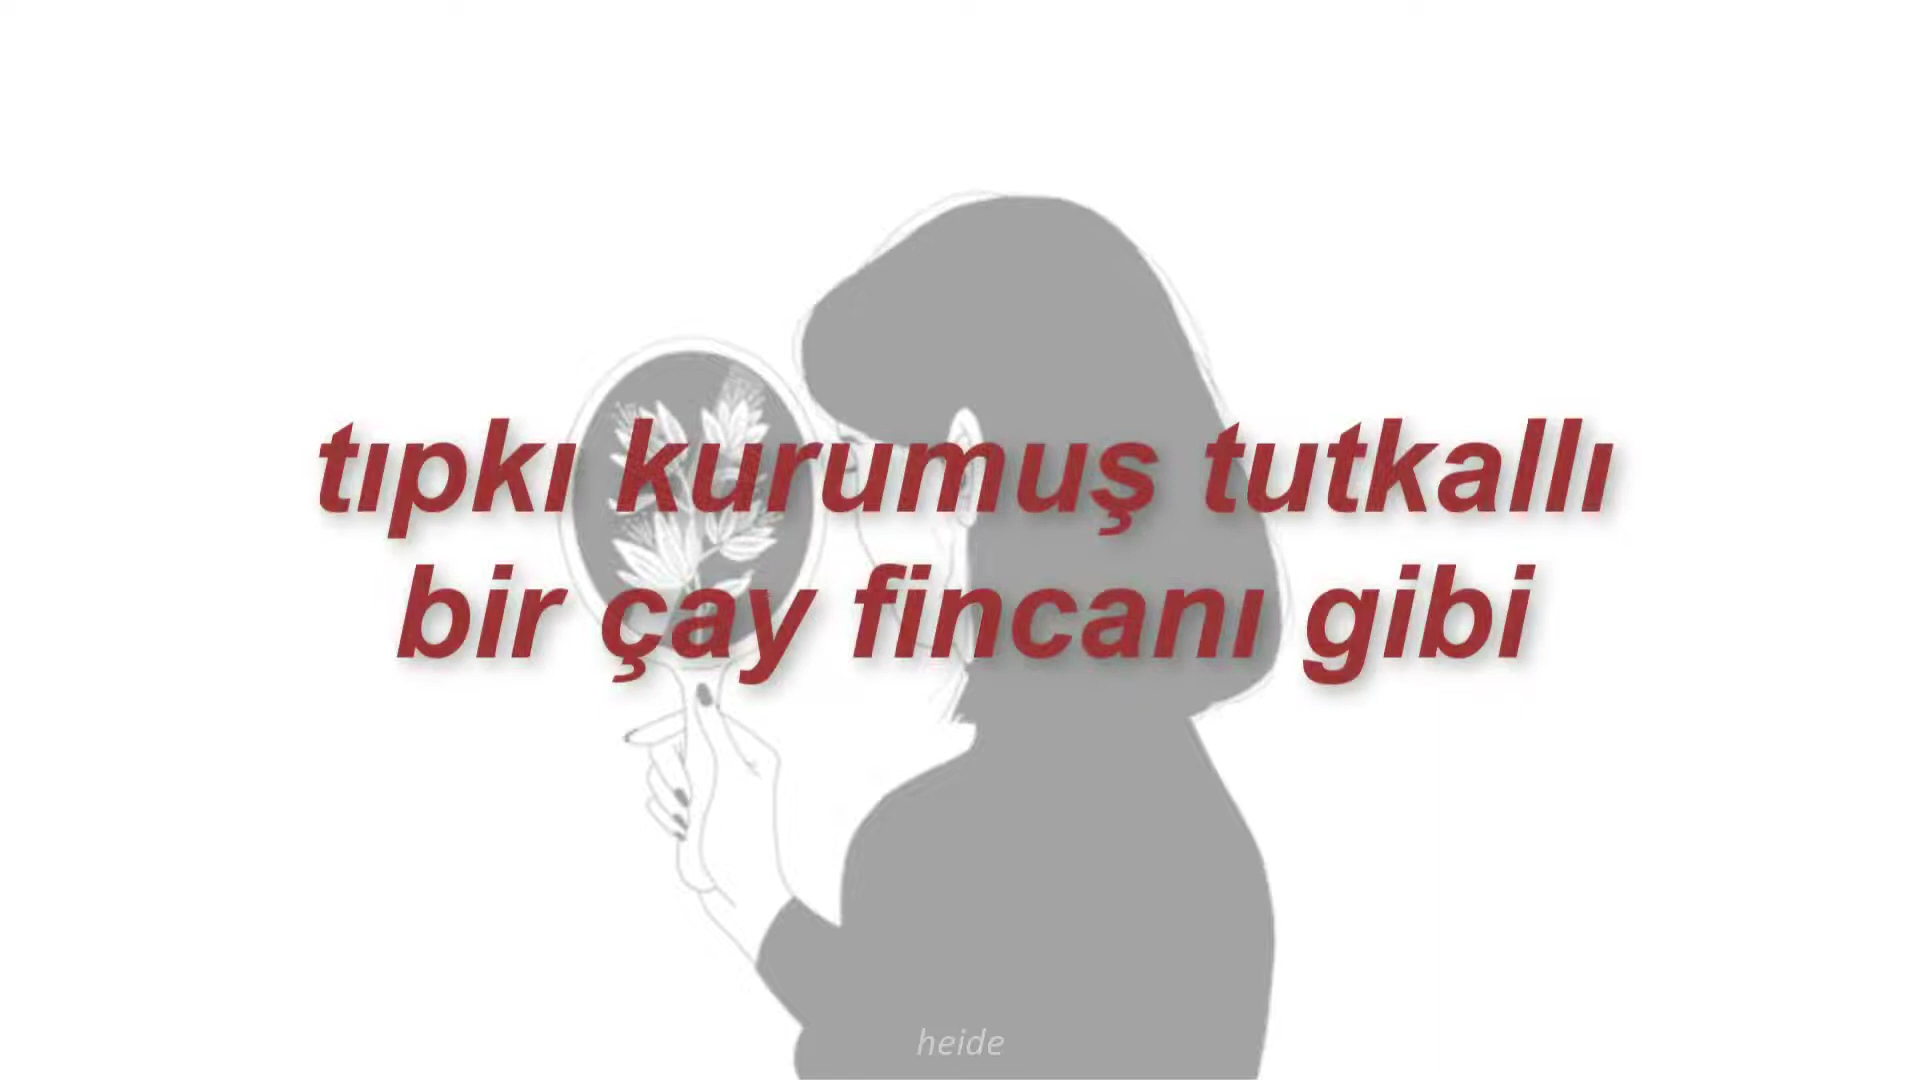 tıpkı kurumuş tutkallı
bir çay fincanı gibi
heide